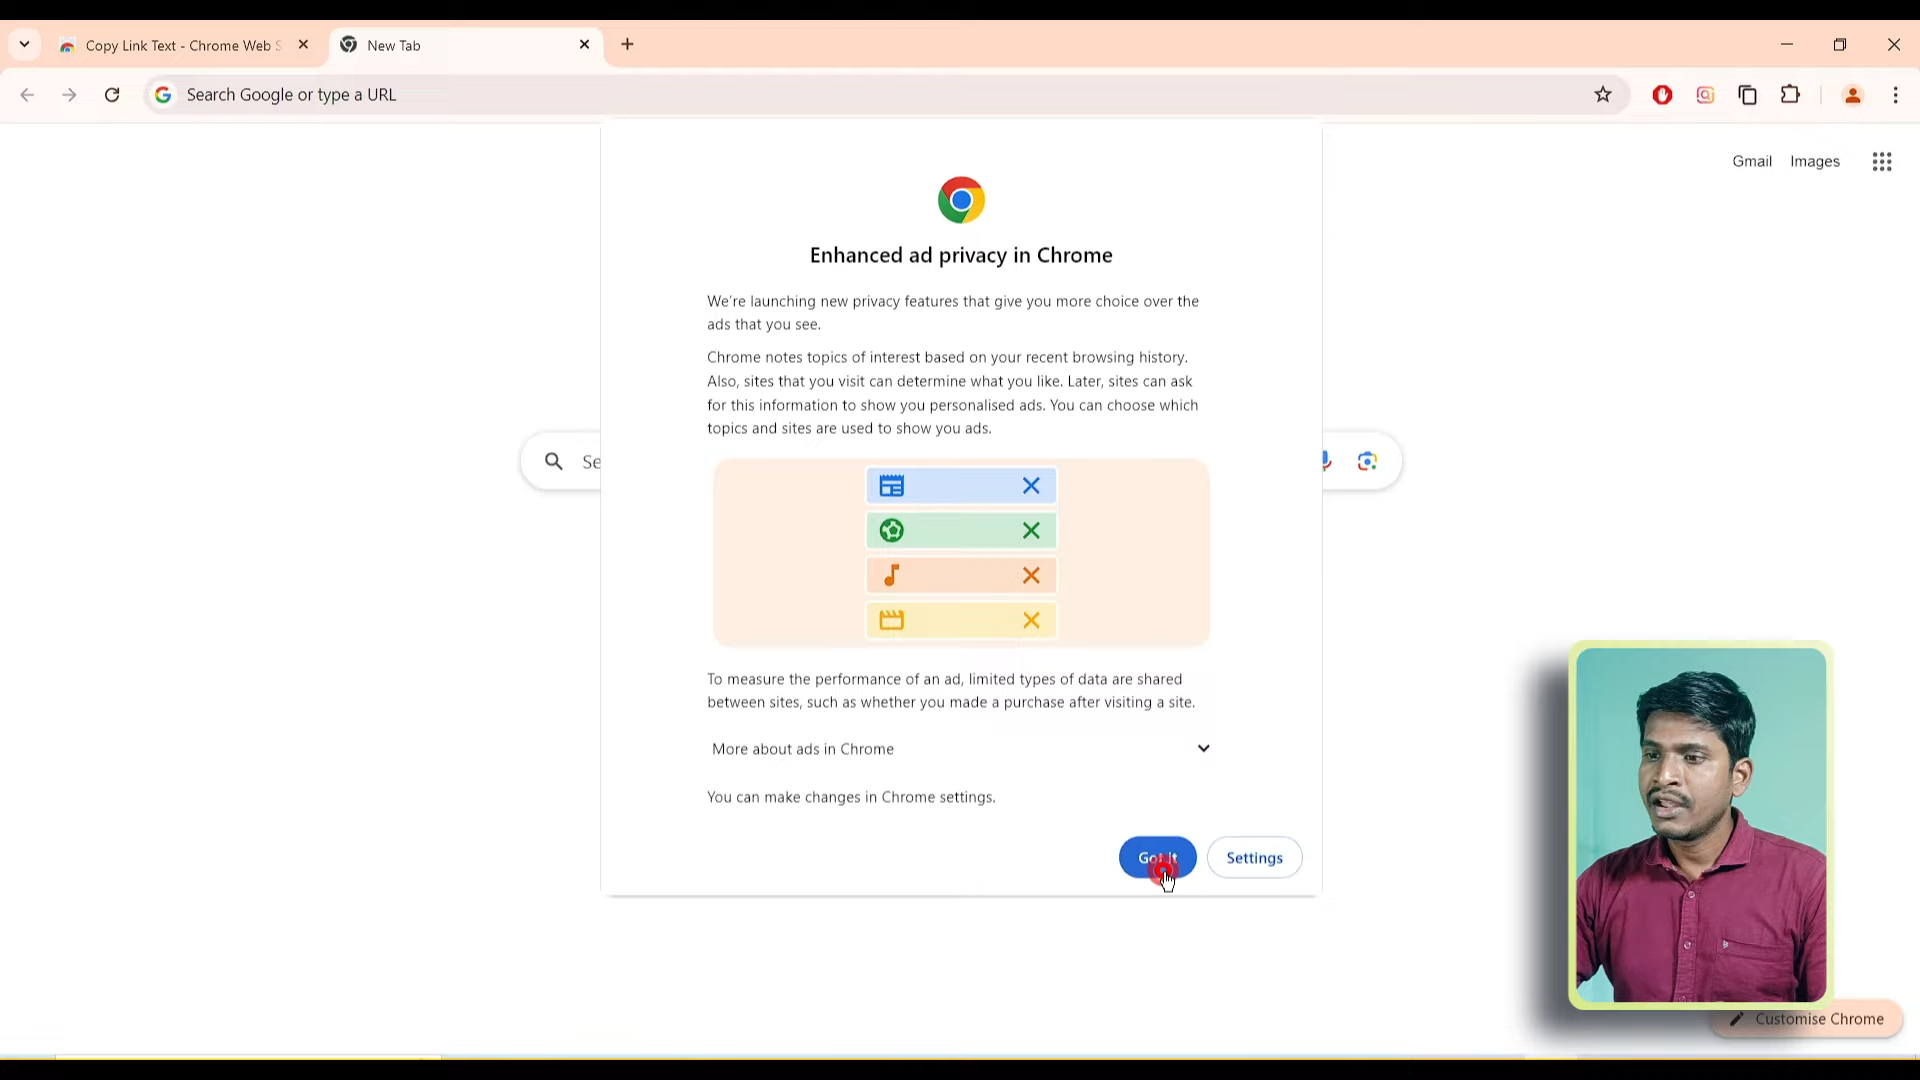 Copy Link Text - Chrome Web S
New Tab
Search Google or type a URL
Gmail
Images
Enhanced ad privacy in Chrome
We're launching new privacy features that give you more choice over the
ads that you see.
Chrome notes topics of interest based on your recent browsing history.
Also, sites that you visit can determine what you like. Later, sites can ask
for this information to show you personalised ads. You can choose which
topics and sites are used to show you ads.
Se
To measure the performance of an ad, limited types of data are shared
between sites, such as whether you made a purchase after visiting a site.
More about ads in Chrome
You can make changes in Chrome settings.
Got it
Settings
Customise Chrome